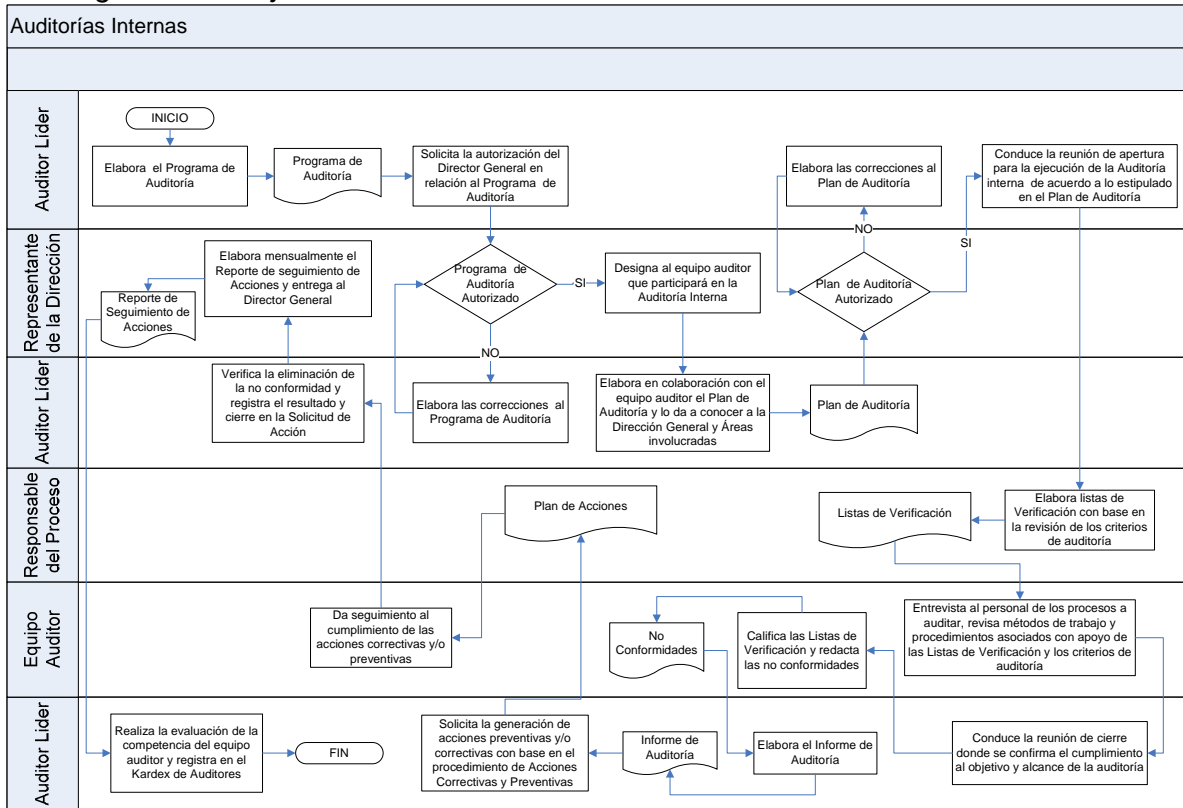 Auditorías Internas
Auditor Líder
INICIO
Elabora el Programa de
Auditoría
Programa de
Auditoría
Solicita la autorización del
Director General en
relación al Programa de
Auditoría
Elabora las correcciones al
Plan de Auditoría
Conduce la reunión de apertura
para la ejecución de la Auditoría
interna de acuerdo a lo estipulado
en el Plan de Auditoría
NO
SI
Representante
de la Dirección
Elabora mensualmente el
Reporte de seguimiento de
Acciones y entrega al
Director General
Reporte de
Seguimiento de
Acciones
Programa de
Auditoría
Autorizado
SI
Designa al equipo auditor
que participará en la
Auditoría Interna
Plan de Auditoría
Autorizado
NO
Auditor Líder
Verifica la eliminación de
la no conformidad y
registra el resultado y
cierre en la Solicitud de
Acción
Elabora las correcciones al
Programa de Auditoría
Elabora en colaboración con el
equipo auditor el Plan de
Auditoría y lo da a conocer a la
Dirección General y Áreas
involucradas
Plan de Auditoría
Responsable
del Proceso
Plan de Acciones
Listas de Verificación
Elabora listas de
Verificación con base en
la revisión de los criterios
de auditoría
Equipo
Auditor
Da seguimiento al
cumplimiento de las
acciones correctivas y/o
preventivas
No
Conformidades
Califica las Listas de
Verificación y redacta
las no conformidades
Entrevista al personal de los procesos a
auditar, revisa métodos de trabajo y
procedimientos asociados con apoyo de
las Listas de Verificación y los criterios de
auditoría
Auditor Líder
Realiza la evaluación de la
competencia del equipo
auditor y registra en el
Kardex de Auditores
FIN
Solicita la generación de
acciones preventivas y/o
correctivas con base en el
procedimiento de Acciones
Correctivas y Preventivas
Informe de
Auditoría
Elabora el Informe de
Auditoría
Conduce la reunión de cierre
donde se confirma el cumplimiento
al objetivo y alcance de la auditoría